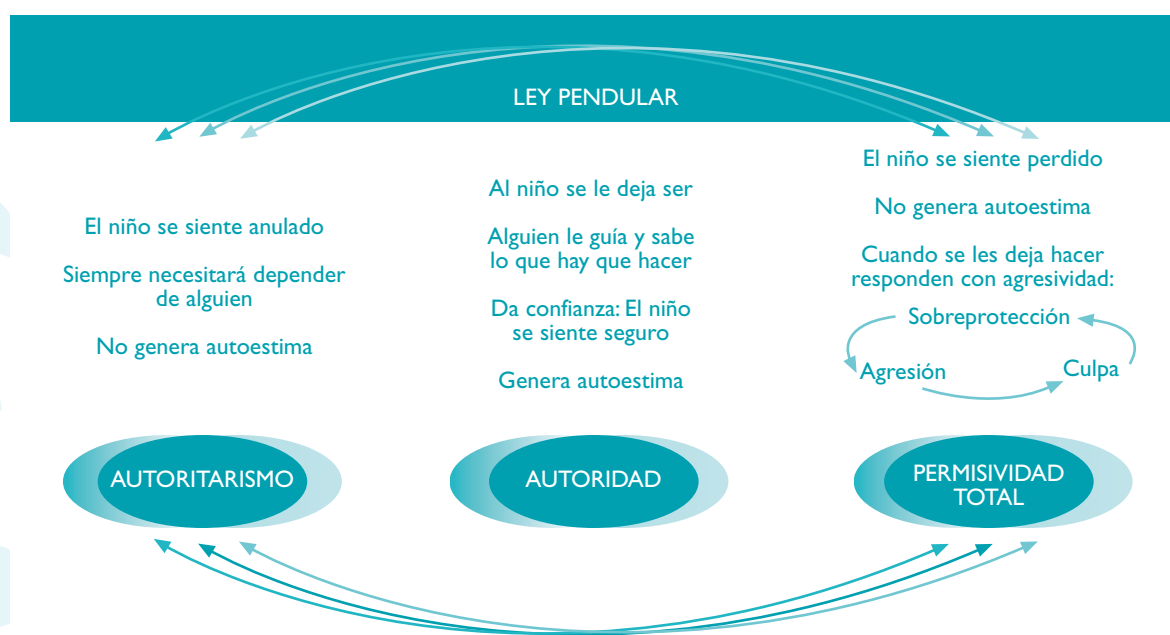 LEY PENDULAR
El niño se siente anulado
Siempre necesitará depender
de alguien
No genera autoestima
AUTORITARISMO
Al niño se le deja ser
Alguien le guía y sabe
lo que hay que hacer
Da confianza: El niño
se siente seguro
Genera autoestima
AUTORIDAD
El niño se siente perdido
No genera autoestima
Cuando se les deja hacer
responden con agresividad:
Sobreprotección
Agresión
Culpa
PERMISIVIDAD
TOTAL